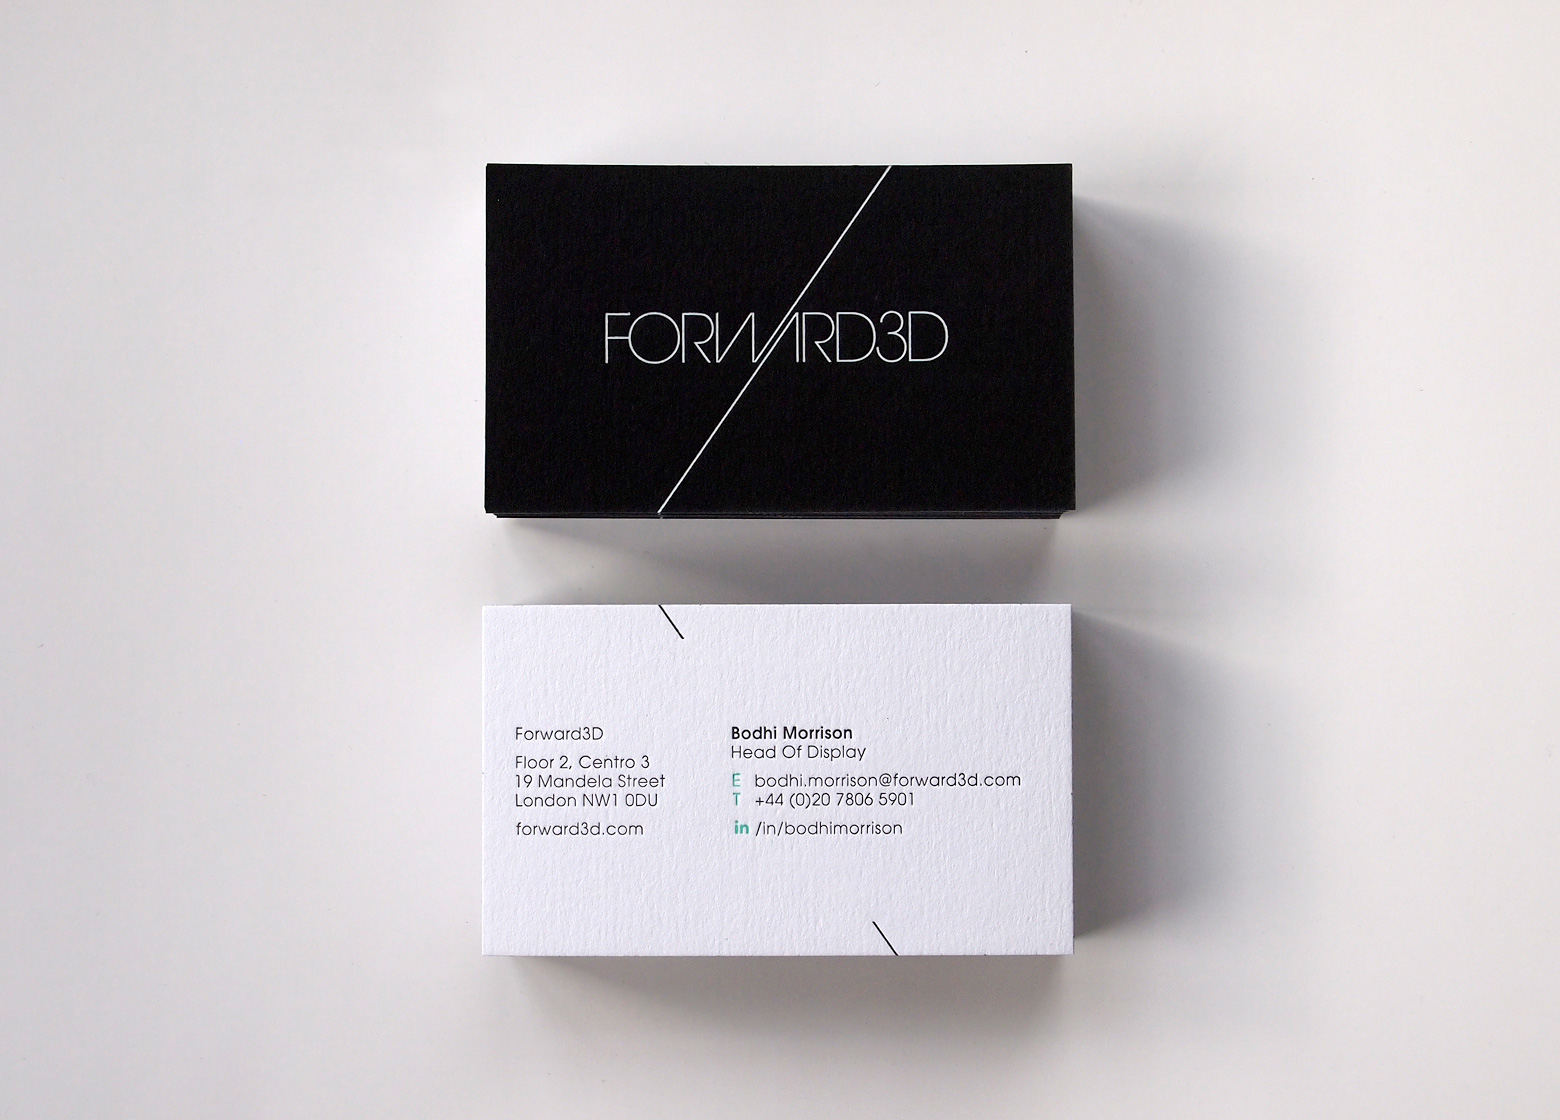 FORWARD3D
Forward3D
Floor 2, Centro 3
19 Mandela Street
London NW1 0DU
forward3d.com
Bodhi Morrison
Head Of Display
E bodhi.morrison@forward3d.com
T +44 (0)20 7806 5901
in /in/bodhimorrison